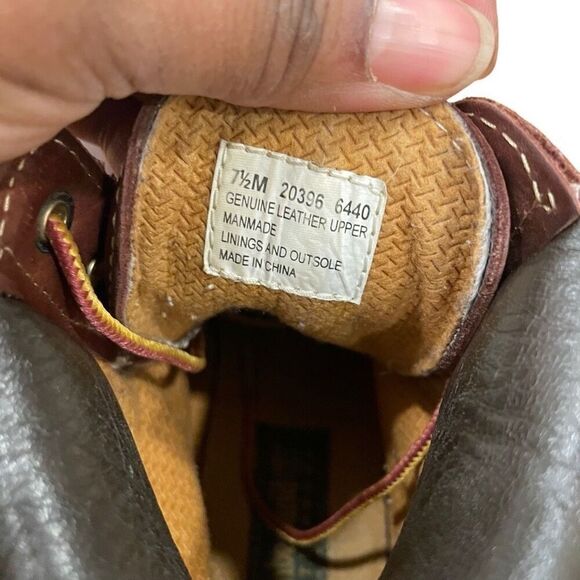 7½M 20396 6440
GENUINE LEATHER UPPER
MANMADE
LININGS AND OUTSOLE
MADE IN CHINA